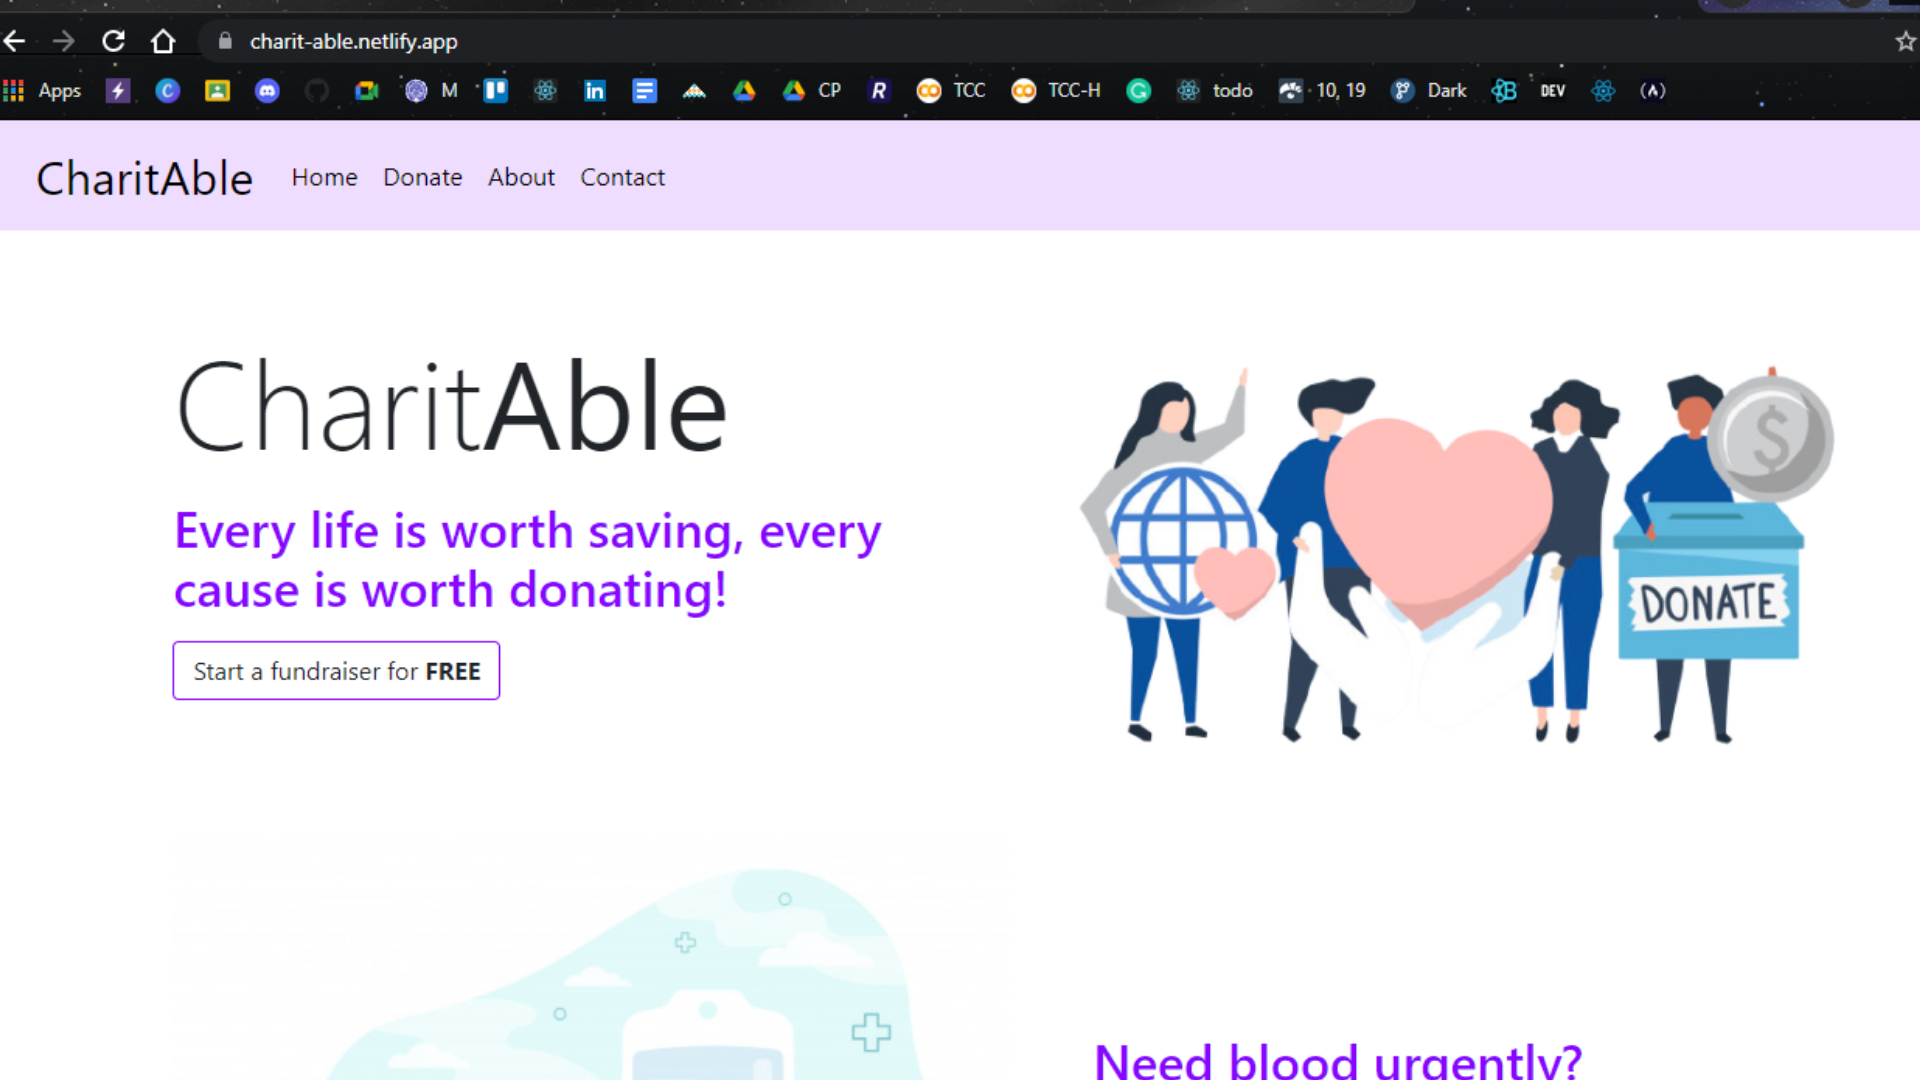 charit-able.netlify.app
Apps M CP TCC TCC-H todo 10, 19 Dark DEV
CharitAble Home Donate About Contact
CharitAble
Every life is worth saving, every
cause is worth donating!
Start a fundraiser for FREE
DONATE
Need blood urgently?